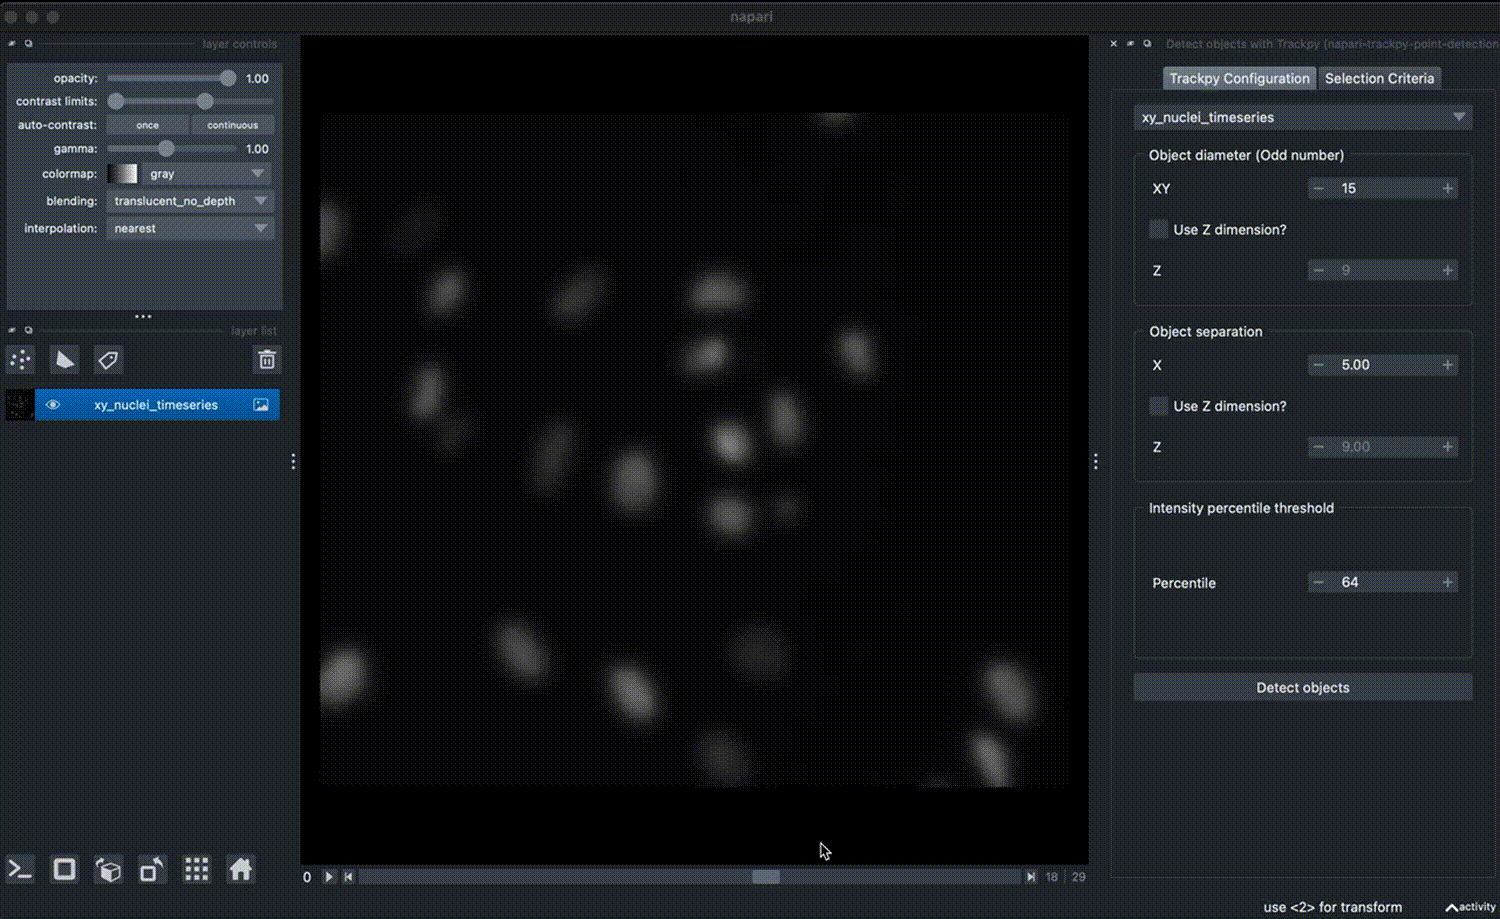 napari
layer controls
opacity: 1.00
contrast limits:
auto-contrast: once continuous
gamma: 1.00
colormap: gray
blending: translucent_no_depth
interpolation: nearest
layer list
xy_nuclei_timeseries
0 18 29
Detect objects with Trackpy (napari-trackpy-point-detection
Trackpy Configuration Selection Criteria
xy_nuclei_timeseries
Object diameter (Odd number)
XY − 15 +
Use Z dimension?
Z − 9 +
Object separation
X − 5.00 +
Use Z dimension?
Z − 9.00 +
Intensity percentile threshold
Percentile − 64 +
Detect objects
use <2> for transform activity